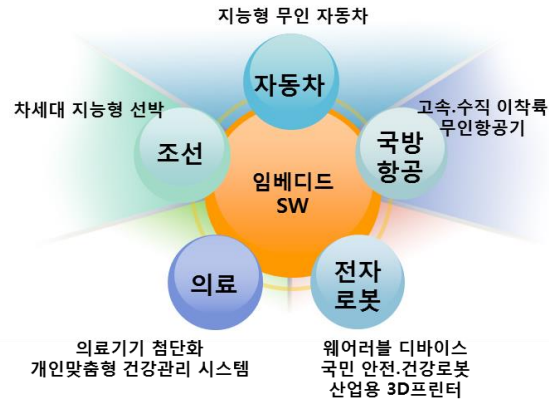 지능형 무인 자동차
자동차
차세대 지능형 선박
고속.수직 이착륙
무인항공기
조선
국방
항공
임베디드
SW
의료
전자
로봇
의료기기 첨단화
개인맞춤형 건강관리 시스템
웨어러블 디바이스
국민 안전.건강로봇
산업용 3D프린터